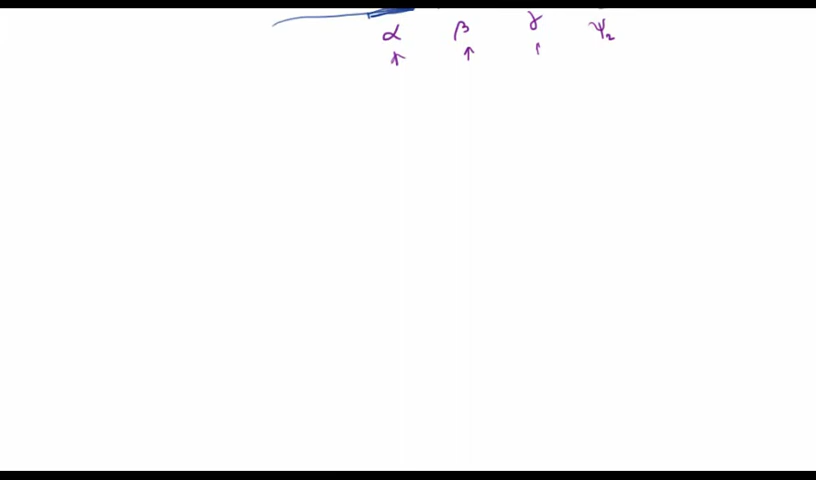 α β γ ψ₂
↑ ↑ ↑